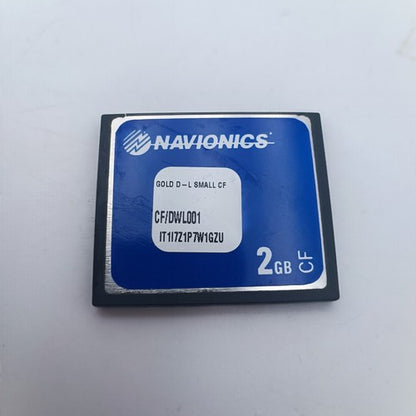 NAVIONICS
GOLD D-L SMALL CF
CF/DWL001
IT1I7Z1P7W1GZU
2GB CF